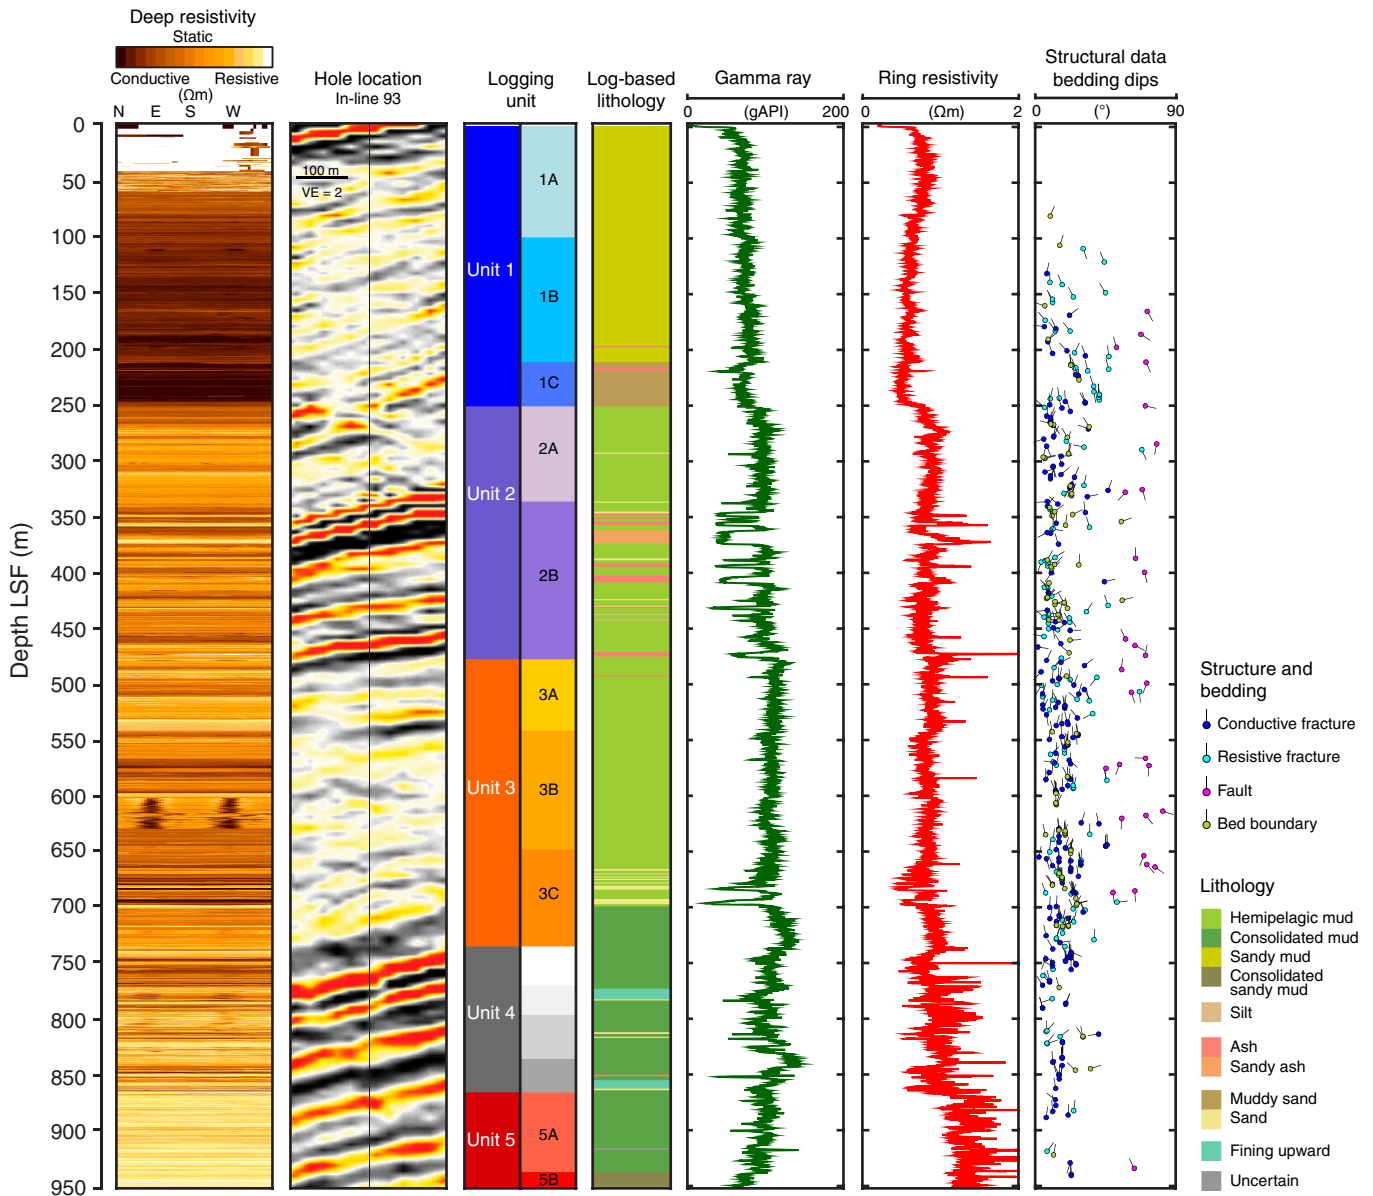 Deep resistivity
Static
Conductive Resistive
(Ωm)
N E S W
Hole location
In-line 93
Logging
unit
Log-based
lithology
Gamma ray
0 (gAPI) 200
Ring resistivity
0 (Ωm) 2
Structural data
bedding dips
0 (°) 90
Depth LSF (m)
0
50
100
150
200
250
300
350
400
450
500
550
600
650
700
750
800
850
900
950
100 m
VE = 2
Unit 1
1A
1B
1C
Unit 2
2A
2B
Unit 3
3A
3B
3C
Unit 4
Unit 5
5A
5B
Structure and
bedding
Conductive fracture
Resistive fracture
Fault
Bed boundary
Lithology
Hemipelagic mud
Consolidated mud
Sandy mud
Consolidated
sandy mud
Silt
Ash
Sandy ash
Muddy sand
Sand
Fining upward
Uncertain